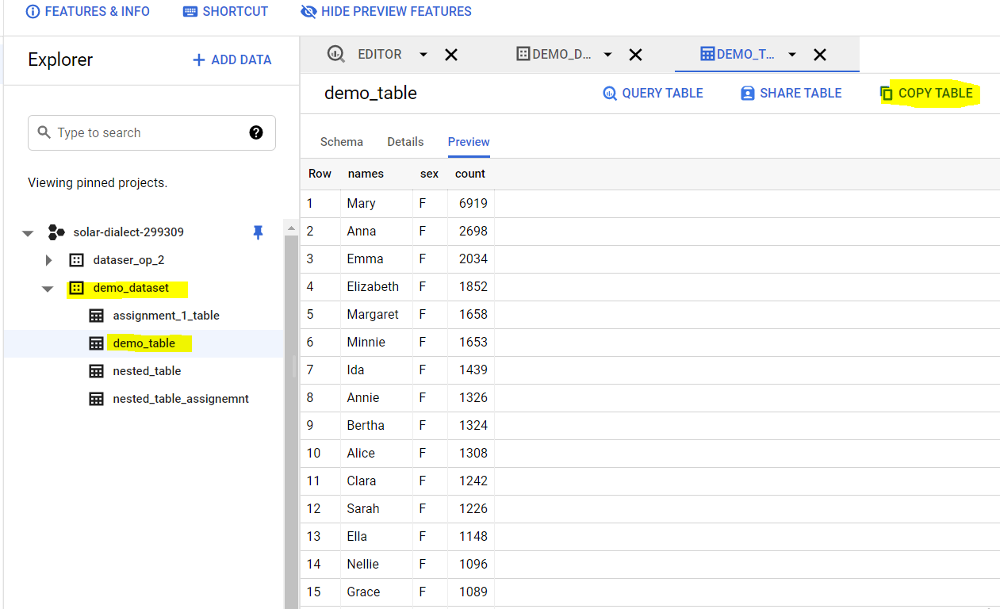 FEATURES & INFO SHORTCUT HIDE PREVIEW FEATURES
Explorer + ADD DATA
Type to search ?
Viewing pinned projects.
solar-dialect-299309
dataser_op_2
demo_dataset
assignment_1_table
demo_table
nested_table
nested_table_assignemnt
EDITOR DEMO_D... DEMO_T...
demo_table QUERY TABLE SHARE TABLE COPY TABLE
Schema Details Preview
Row names sex count
1 Mary F 6919
2 Anna F 2698
3 Emma F 2034
4 Elizabeth F 1852
5 Margaret F 1658
6 Minnie F 1653
7 Ida F 1439
8 Annie F 1326
9 Bertha F 1324
10 Alice F 1308
11 Clara F 1242
12 Sarah F 1226
13 Ella F 1148
14 Nellie F 1096
15 Grace F 1089